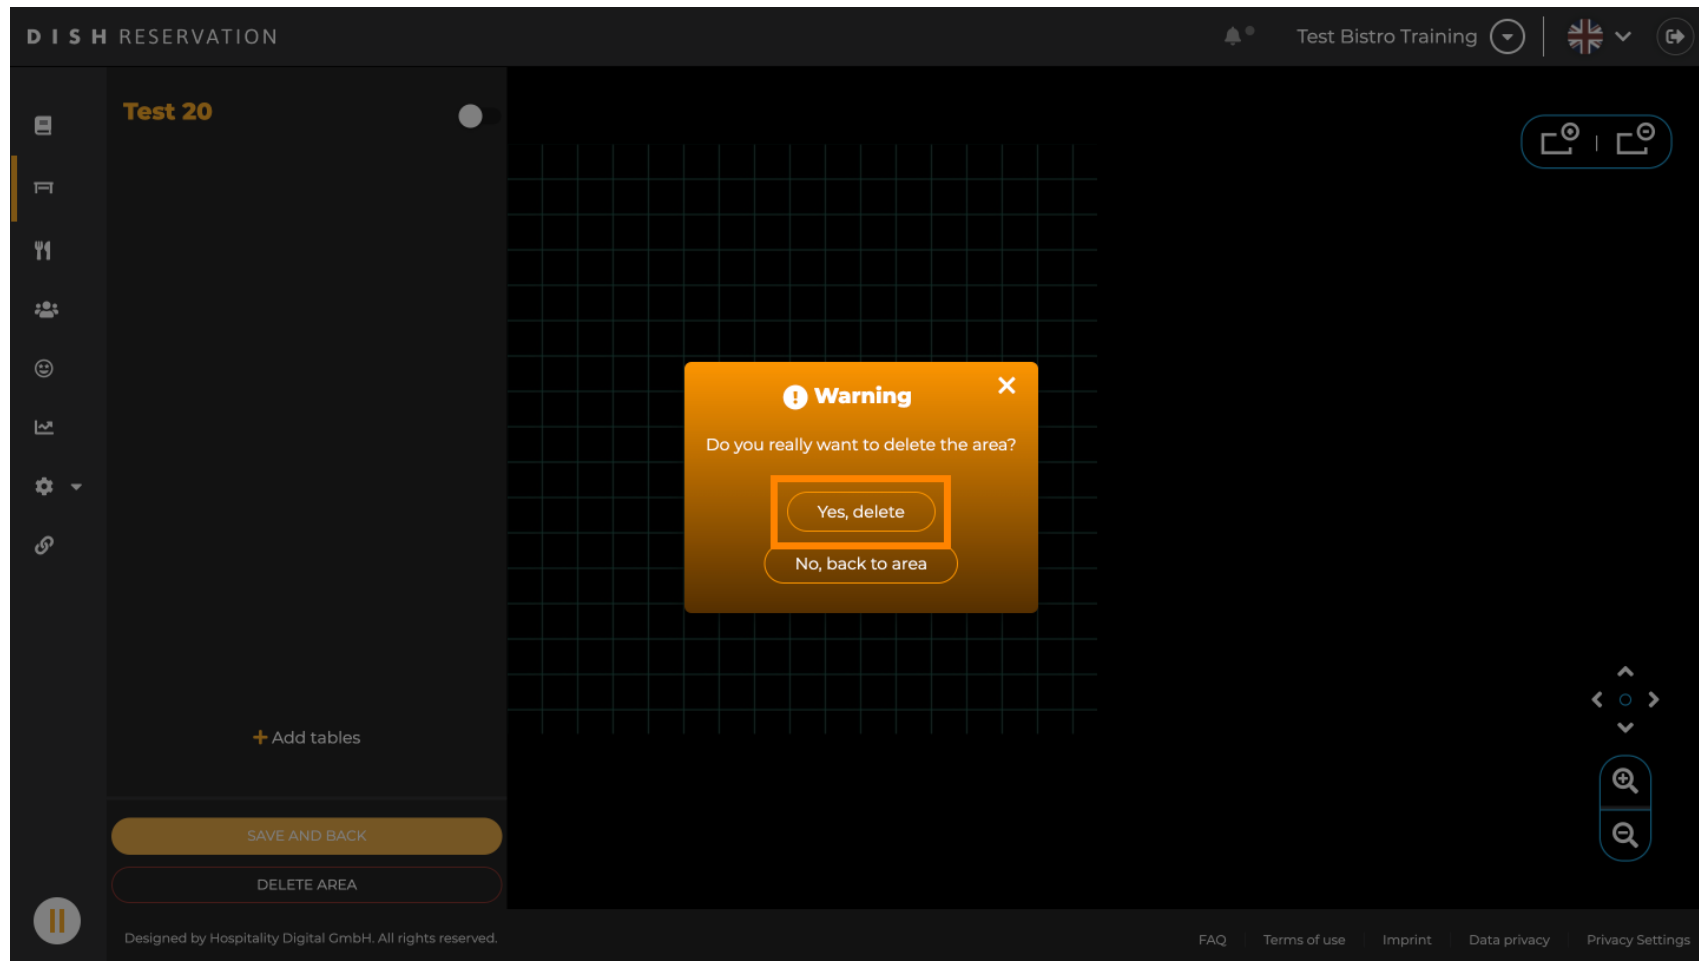 DISH RESERVATION
Test Bistro Training
Test 20
Warning
Do you really want to delete the area?
Yes, delete
No, back to area
+ Add tables
SAVE AND BACK
DELETE AREA
Designed by Hospitality Digital GmbH. All rights reserved.
FAQ
Terms of use
Imprint
Data privacy
Privacy Settings